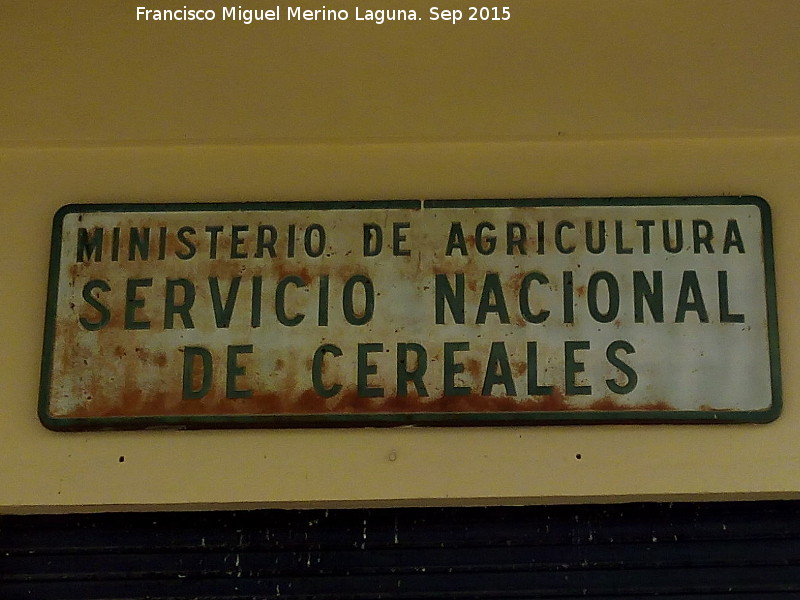 Francisco Miguel Merino Laguna. Sep 2015
MINISTERIO DE AGRICULTURA
SERVICIO NACIONAL
DE CEREALES